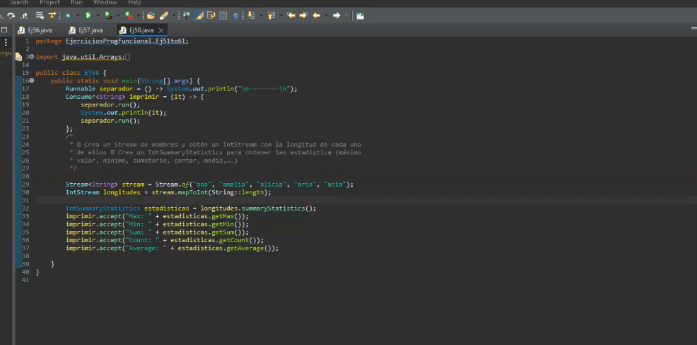 Search Project Run Window Help
Ej56.java Ej57.java Ej58.java
1 package EjerciciosProgfuncional.Ej51to61;
2
3 import java.util.Arrays;
15 public class Ej58 {
16 public static void main(String[] args) {
17 Runnable separador = () -> System.out.println("\n--------\n");
18 Consumer<String> imprimir = (it) -> {
19 separador.run();
20 System.out.println(it);
21 separador.run();
22 };
23 /*
24 * Crea un Stream de nombres y obtén un IntStream con la longitud de cada uno
25 * de ellos Crea un IntSummaryStatistics para obtener las estadística (máximo
26 * valor, mínimo, sumatorio, contar, media,...)
27 */
28
29 Stream<String> stream = Stream.of("ana", "amalia", "alicia", "aria", "asia");
30 IntStream longitudes = stream.mapToInt(String::length);
31
32 IntSummaryStatistics estadisticas = longitudes.summaryStatistics();
33 imprimir.accept("Max: " + estadisticas.getMax());
34 imprimir.accept("Min: " + estadisticas.getMin());
35 imprimir.accept("Sum: " + estadisticas.getSum());
36 imprimir.accept("Count: " + estadisticas.getCount());
37 imprimir.accept("Average: " + estadisticas.getAverage());
38
39 }
40 }
41